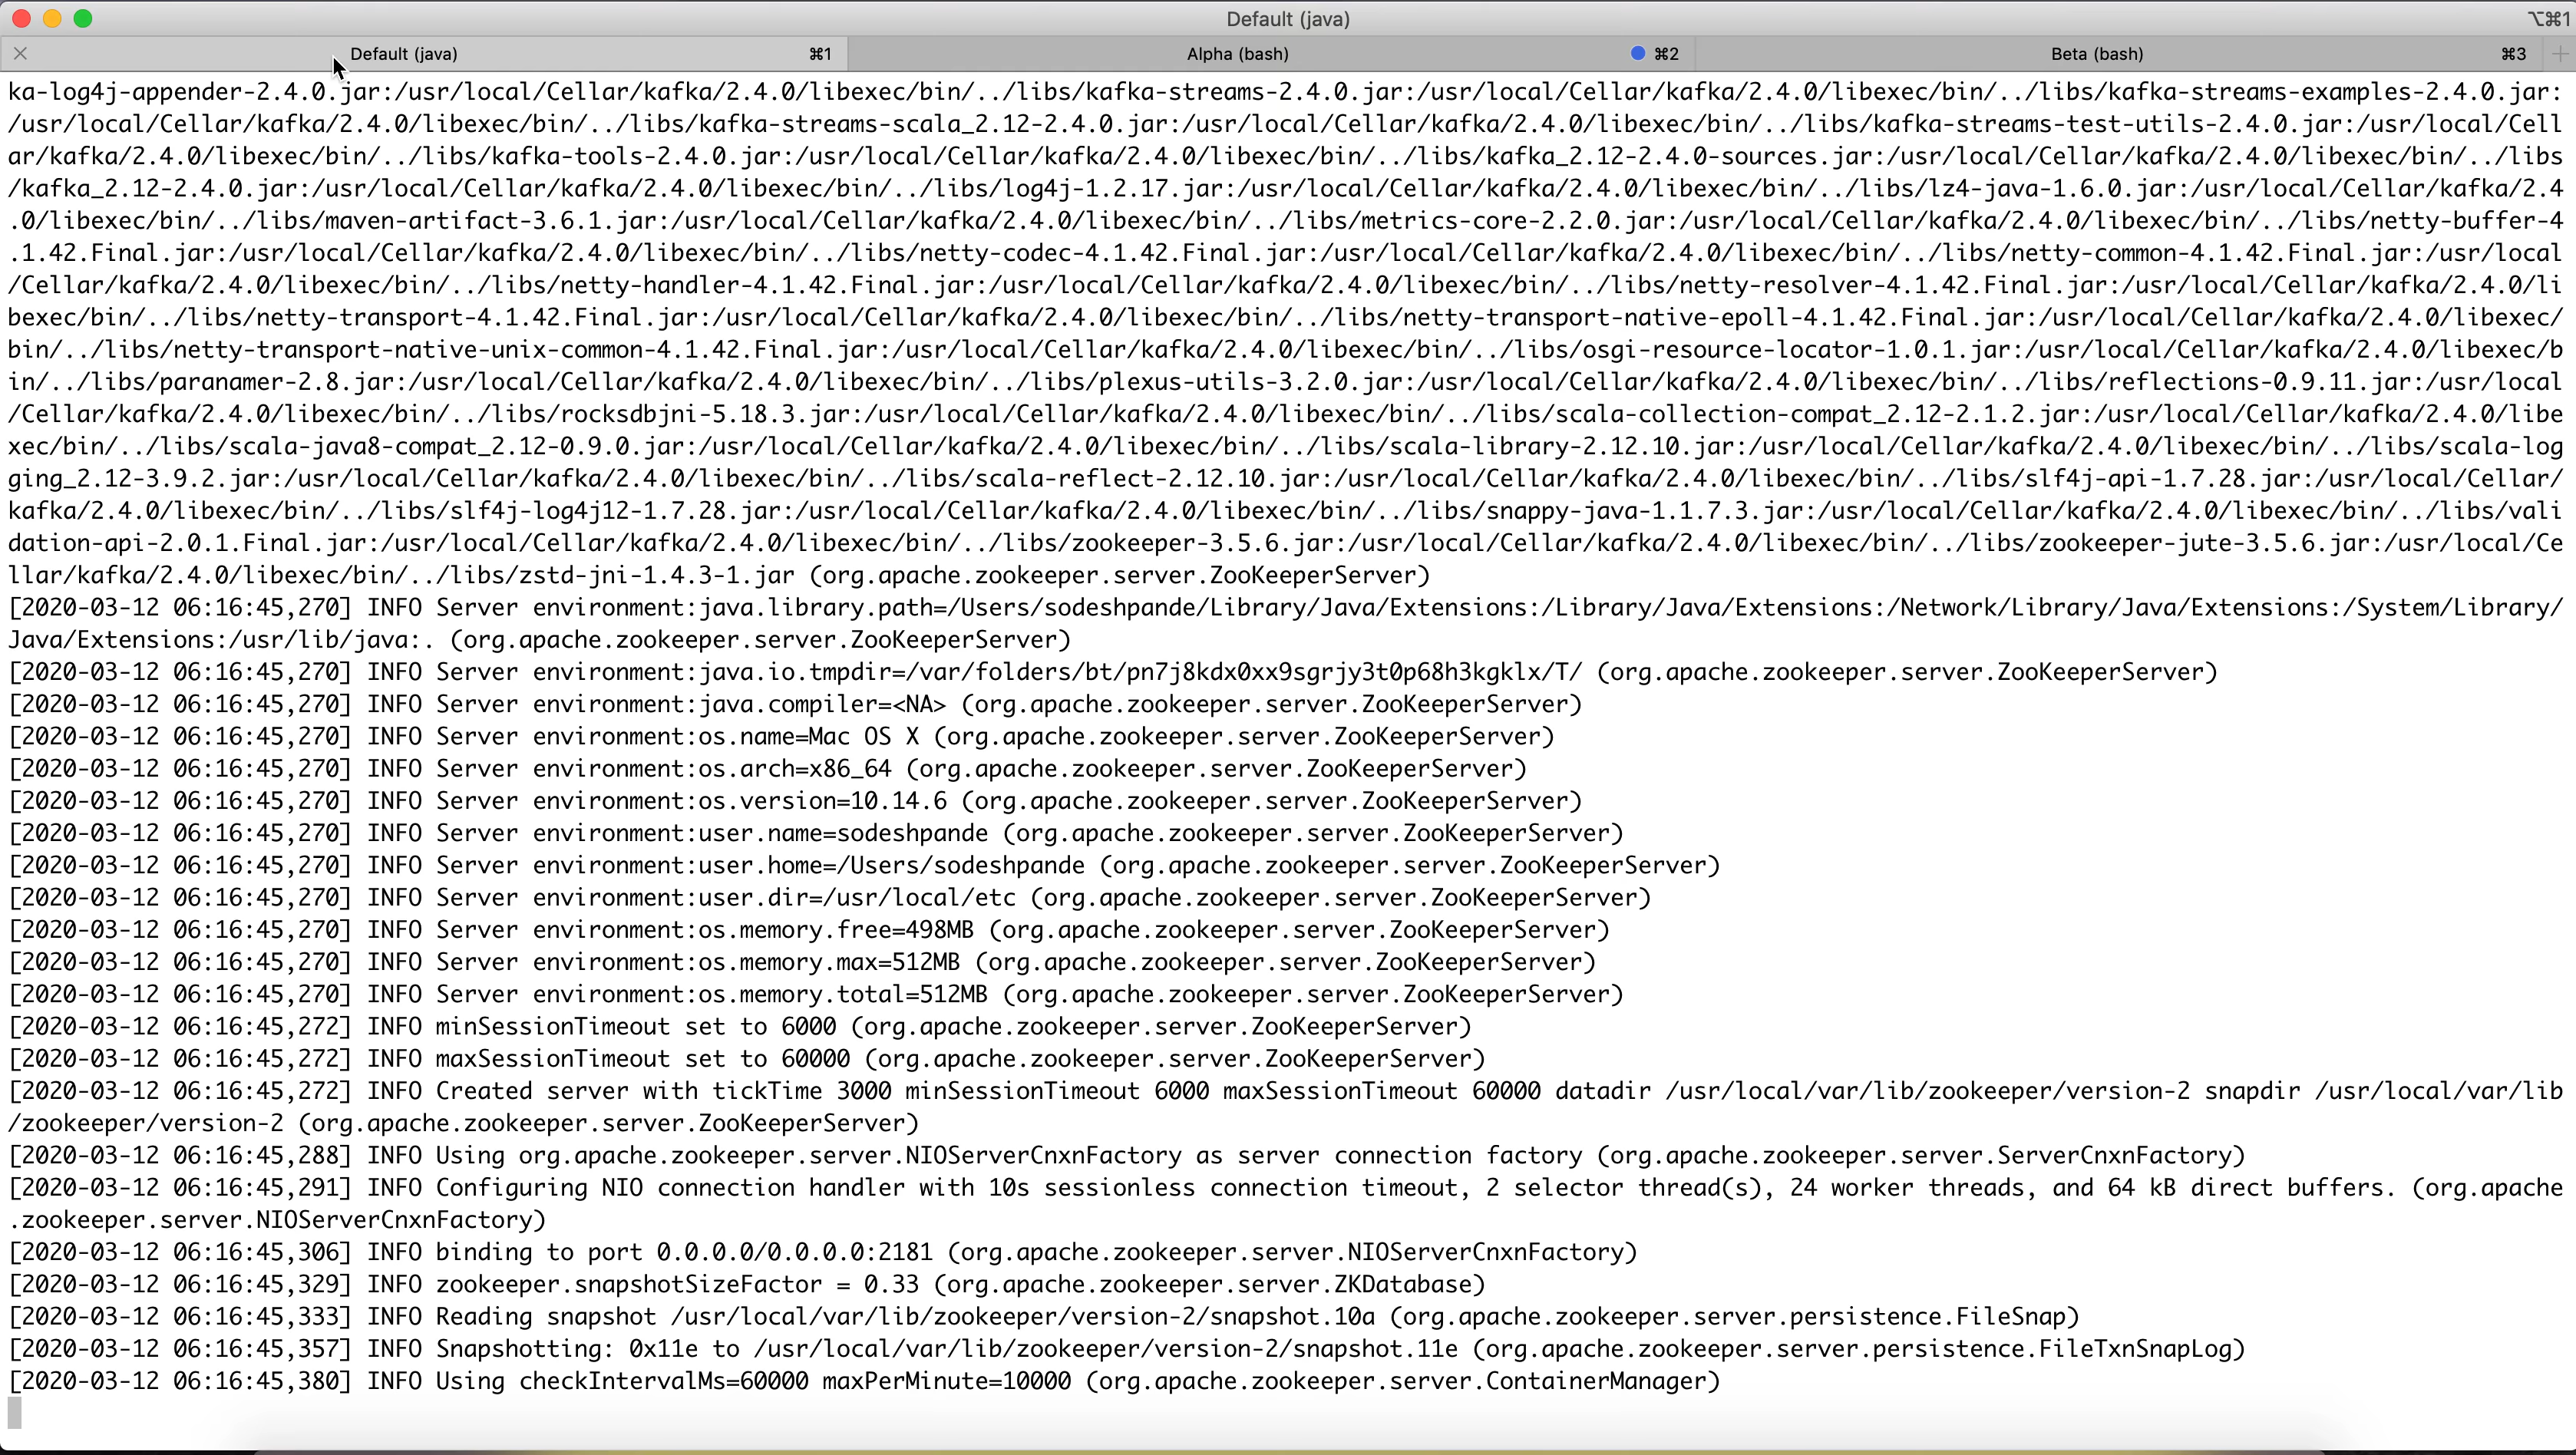 Default (java)
⌥⌘1
Default (java) ⌘1 Alpha (bash) ⌘2 Beta (bash) ⌘3
ka-log4j-appender-2.4.0.jar:/usr/local/Cellar/kafka/2.4.0/libexec/bin/../libs/kafka-streams-2.4.0.jar:/usr/local/Cellar/kafka/2.4.0/libexec/bin/../libs/kafka-streams-examples-2.4.0.jar:
/usr/local/Cellar/kafka/2.4.0/libexec/bin/../libs/kafka-streams-scala_2.12-2.4.0.jar:/usr/local/Cellar/kafka/2.4.0/libexec/bin/../libs/kafka-streams-test-utils-2.4.0.jar:/usr/local/Cell
ar/kafka/2.4.0/libexec/bin/../libs/kafka-tools-2.4.0.jar:/usr/local/Cellar/kafka/2.4.0/libexec/bin/../libs/kafka_2.12-2.4.0-sources.jar:/usr/local/Cellar/kafka/2.4.0/libexec/bin/../libs
/kafka_2.12-2.4.0.jar:/usr/local/Cellar/kafka/2.4.0/libexec/bin/../libs/log4j-1.2.17.jar:/usr/local/Cellar/kafka/2.4.0/libexec/bin/../libs/lz4-java-1.6.0.jar:/usr/local/Cellar/kafka/2.4
.0/libexec/bin/../libs/maven-artifact-3.6.1.jar:/usr/local/Cellar/kafka/2.4.0/libexec/bin/../libs/metrics-core-2.2.0.jar:/usr/local/Cellar/kafka/2.4.0/libexec/bin/../libs/netty-buffer-4
.1.42.Final.jar:/usr/local/Cellar/kafka/2.4.0/libexec/bin/../libs/netty-codec-4.1.42.Final.jar:/usr/local/Cellar/kafka/2.4.0/libexec/bin/../libs/netty-common-4.1.42.Final.jar:/usr/local
/Cellar/kafka/2.4.0/libexec/bin/../libs/netty-handler-4.1.42.Final.jar:/usr/local/Cellar/kafka/2.4.0/libexec/bin/../libs/netty-resolver-4.1.42.Final.jar:/usr/local/Cellar/kafka/2.4.0/li
bexec/bin/../libs/netty-transport-4.1.42.Final.jar:/usr/local/Cellar/kafka/2.4.0/libexec/bin/../libs/netty-transport-native-epoll-4.1.42.Final.jar:/usr/local/Cellar/kafka/2.4.0/libexec/
bin/../libs/netty-transport-native-unix-common-4.1.42.Final.jar:/usr/local/Cellar/kafka/2.4.0/libexec/bin/../libs/osgi-resource-locator-1.0.1.jar:/usr/local/Cellar/kafka/2.4.0/libexec/b
in/../libs/paranamer-2.8.jar:/usr/local/Cellar/kafka/2.4.0/libexec/bin/../libs/plexus-utils-3.2.0.jar:/usr/local/Cellar/kafka/2.4.0/libexec/bin/../libs/reflections-0.9.11.jar:/usr/local
/Cellar/kafka/2.4.0/libexec/bin/../libs/rocksdbjni-5.18.3.jar:/usr/local/Cellar/kafka/2.4.0/libexec/bin/../libs/scala-collection-compat_2.12-2.1.2.jar:/usr/local/Cellar/kafka/2.4.0/libe
xec/bin/../libs/scala-java8-compat_2.12-0.9.0.jar:/usr/local/Cellar/kafka/2.4.0/libexec/bin/../libs/scala-library-2.12.10.jar:/usr/local/Cellar/kafka/2.4.0/libexec/bin/../libs/scala-log
ging_2.12-3.9.2.jar:/usr/local/Cellar/kafka/2.4.0/libexec/bin/../libs/scala-reflect-2.12.10.jar:/usr/local/Cellar/kafka/2.4.0/libexec/bin/../libs/slf4j-api-1.7.28.jar:/usr/local/Cellar/
kafka/2.4.0/libexec/bin/../libs/slf4j-log4j12-1.7.28.jar:/usr/local/Cellar/kafka/2.4.0/libexec/bin/../libs/snappy-java-1.1.7.3.jar:/usr/local/Cellar/kafka/2.4.0/libexec/bin/../libs/vali
dation-api-2.0.1.Final.jar:/usr/local/Cellar/kafka/2.4.0/libexec/bin/../libs/zookeeper-3.5.6.jar:/usr/local/Cellar/kafka/2.4.0/libexec/bin/../libs/zookeeper-jute-3.5.6.jar:/usr/local/Ce
llar/kafka/2.4.0/libexec/bin/../libs/zstd-jni-1.4.3-1.jar (org.apache.zookeeper.server.ZooKeeperServer)
[2020-03-12 06:16:45,270] INFO Server environment:java.library.path=/Users/sodeshpande/Library/Java/Extensions:/Library/Java/Extensions:/Network/Library/Java/Extensions:/System/Library/
Java/Extensions:/usr/lib/java:. (org.apache.zookeeper.server.ZooKeeperServer)
[2020-03-12 06:16:45,270] INFO Server environment:java.io.tmpdir=/var/folders/bt/pn7j8kdx0xx9sgrjy3t0p68h3kgklx/T/ (org.apache.zookeeper.server.ZooKeeperServer)
[2020-03-12 06:16:45,270] INFO Server environment:java.compiler=<NA> (org.apache.zookeeper.server.ZooKeeperServer)
[2020-03-12 06:16:45,270] INFO Server environment:os.name=Mac OS X (org.apache.zookeeper.server.ZooKeeperServer)
[2020-03-12 06:16:45,270] INFO Server environment:os.arch=x86_64 (org.apache.zookeeper.server.ZooKeeperServer)
[2020-03-12 06:16:45,270] INFO Server environment:os.version=10.14.6 (org.apache.zookeeper.server.ZooKeeperServer)
[2020-03-12 06:16:45,270] INFO Server environment:user.name=sodeshpande (org.apache.zookeeper.server.ZooKeeperServer)
[2020-03-12 06:16:45,270] INFO Server environment:user.home=/Users/sodeshpande (org.apache.zookeeper.server.ZooKeeperServer)
[2020-03-12 06:16:45,270] INFO Server environment:user.dir=/usr/local/etc (org.apache.zookeeper.server.ZooKeeperServer)
[2020-03-12 06:16:45,270] INFO Server environment:os.memory.free=498MB (org.apache.zookeeper.server.ZooKeeperServer)
[2020-03-12 06:16:45,270] INFO Server environment:os.memory.max=512MB (org.apache.zookeeper.server.ZooKeeperServer)
[2020-03-12 06:16:45,270] INFO Server environment:os.memory.total=512MB (org.apache.zookeeper.server.ZooKeeperServer)
[2020-03-12 06:16:45,272] INFO minSessionTimeout set to 6000 (org.apache.zookeeper.server.ZooKeeperServer)
[2020-03-12 06:16:45,272] INFO maxSessionTimeout set to 60000 (org.apache.zookeeper.server.ZooKeeperServer)
[2020-03-12 06:16:45,272] INFO Created server with tickTime 3000 minSessionTimeout 6000 maxSessionTimeout 60000 datadir /usr/local/var/lib/zookeeper/version-2 snapdir /usr/local/var/lib
/zookeeper/version-2 (org.apache.zookeeper.server.ZooKeeperServer)
[2020-03-12 06:16:45,288] INFO Using org.apache.zookeeper.server.NIOServerCnxnFactory as server connection factory (org.apache.zookeeper.server.ServerCnxnFactory)
[2020-03-12 06:16:45,291] INFO Configuring NIO connection handler with 10s sessionless connection timeout, 2 selector thread(s), 24 worker threads, and 64 kB direct buffers. (org.apache
.zookeeper.server.NIOServerCnxnFactory)
[2020-03-12 06:16:45,306] INFO binding to port 0.0.0.0/0.0.0.0:2181 (org.apache.zookeeper.server.NIOServerCnxnFactory)
[2020-03-12 06:16:45,329] INFO zookeeper.snapshotSizeFactor = 0.33 (org.apache.zookeeper.server.ZKDatabase)
[2020-03-12 06:16:45,333] INFO Reading snapshot /usr/local/var/lib/zookeeper/version-2/snapshot.10a (org.apache.zookeeper.server.persistence.FileSnap)
[2020-03-12 06:16:45,357] INFO Snapshotting: 0x11e to /usr/local/var/lib/zookeeper/version-2/snapshot.11e (org.apache.zookeeper.server.persistence.FileTxnSnapLog)
[2020-03-12 06:16:45,380] INFO Using checkIntervalMs=60000 maxPerMinute=10000 (org.apache.zookeeper.server.ContainerManager)